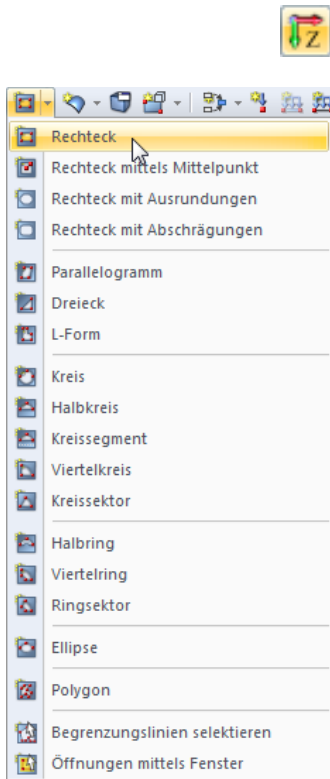 Z
Rechteck
Rechteck mittels Mittelpunkt
Rechteck mit Ausrundungen
Rechteck mit Abschrägungen
Parallelogramm
Dreieck
L-Form
Kreis
Halbkreis
Kreissegment
Viertelkreis
Kreissektor
Halbring
Viertelring
Ringsektor
Ellipse
Polygon
Begrenzungslinien selektieren
Öffnungen mittels Fenster